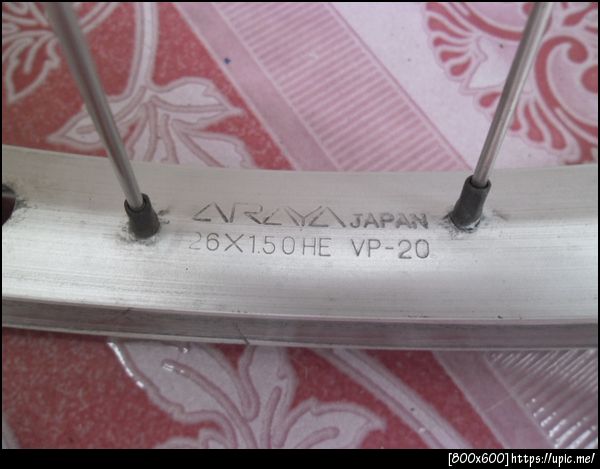 ARAYA JAPAN
26X1.50HE VP-20
[800x600]https://upic.me/